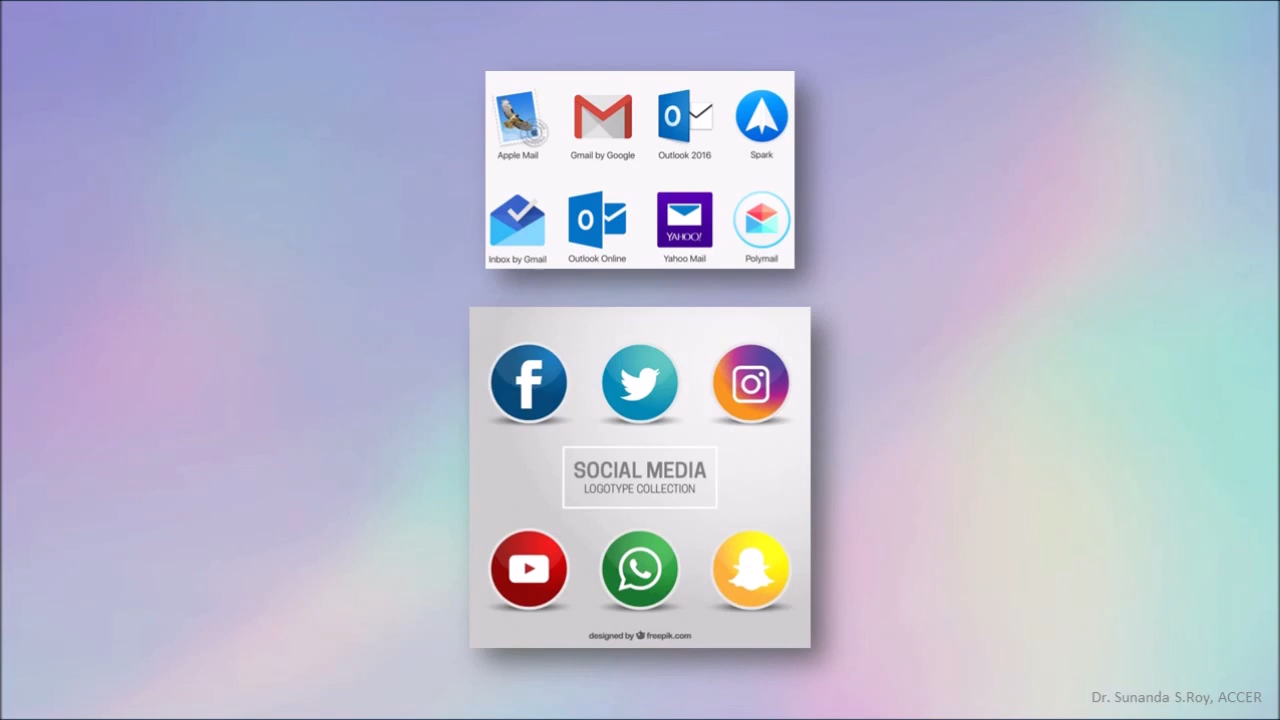 Apple Mail
Gmail by Google
Outlook 2016
Spark
O
O
YAHOO!
Inbox by Gmail
Outlook Online
Yahoo Mail
Polymail
f
SOCIAL MEDIA
LOGOTYPE COLLECTION
designed by freepik.com
Dr. Sunanda S.Roy, ACCER